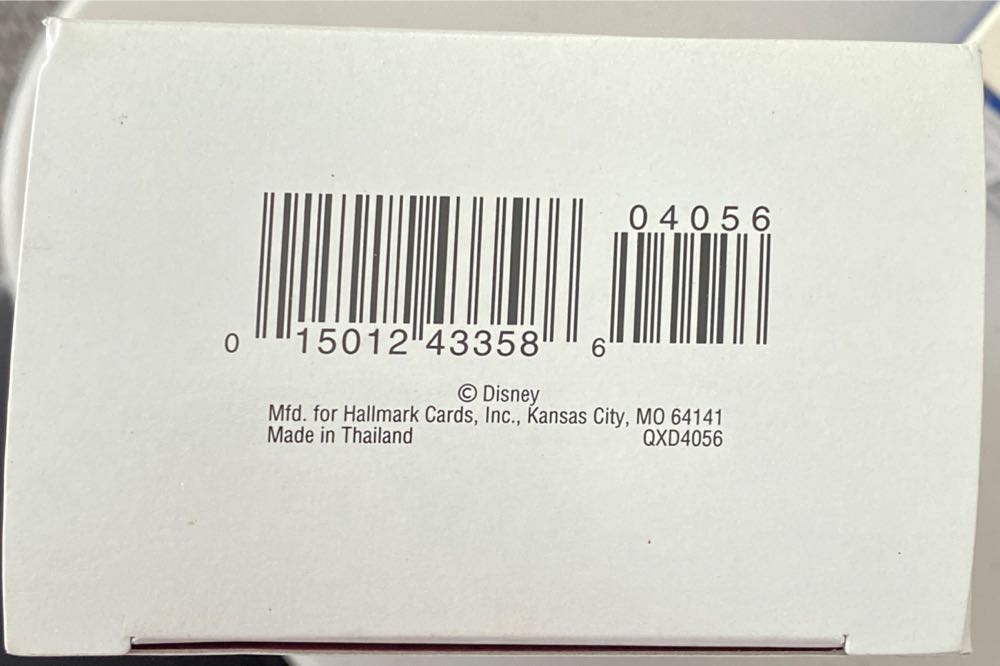 04056
0 15012 43358 6
© Disney
Mfd. for Hallmark Cards, Inc., Kansas City, MO 64141
Made in Thailand QXD4056